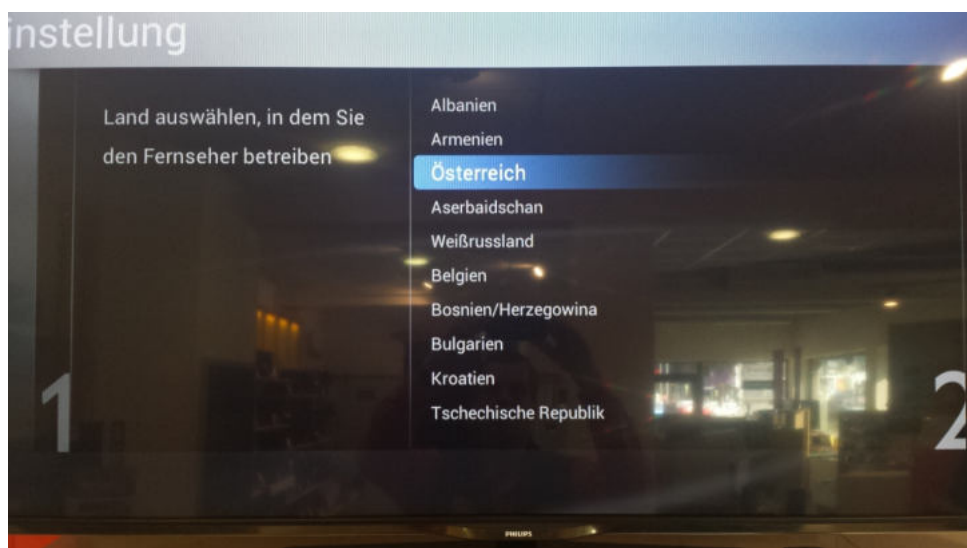 instellung
Land auswählen, in dem Sie
den Fernseher betreiben
Albanien
Armenien
Österreich
Aserbaidschan
Weißrussland
Belgien
Bosnien/Herzegowina
Bulgarien
Kroatien
Tschechische Republik
1
2
PHILIPS